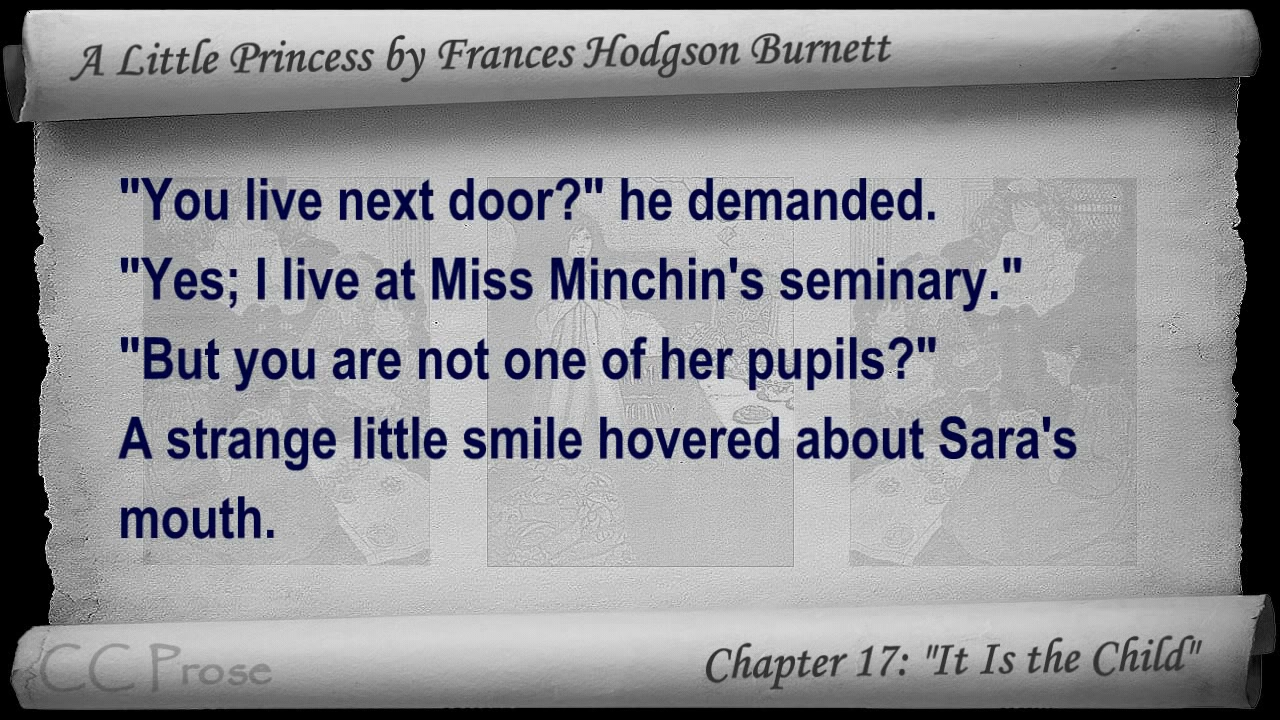 A Little Princess by Frances Hodgson Burnett
"You live next door?" he demanded.
"Yes; I live at Miss Minchin's seminary."
"But you are not one of her pupils?"
A strange little smile hovered about Sara's
mouth.
CC Prose
Chapter 17: "It Is the Child"